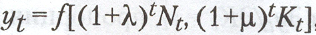 yₜ = f[(1+λ)ᵗNₜ, (1+μ)ᵗKₜ],